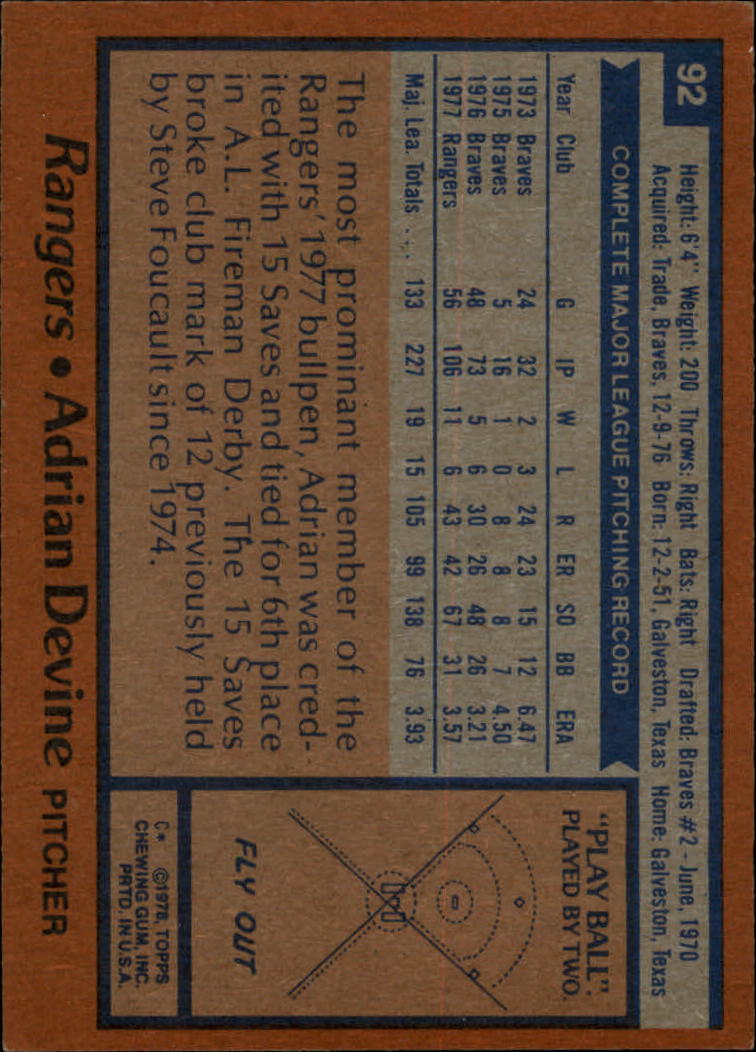 92
Height: 6'4" Weight: 200 Throws: Right Bats: Right Drafted: Braves #2 - June, 1970
Acquired: Trade, Braves, 12-9-76 Born: 12-2-51, Galveston, Texas Home: Galveston, Texas
COMPLETE MAJOR LEAGUE PITCHING RECORD
Year Club G IP W L R ER SO BB ERA
1973 Braves 24 32 2 3 24 23 15 12 6.47
1975 Braves 5 16 1 0 8 8 8 7 4.50
1976 Braves 48 73 5 6 30 26 48 26 3.21
1977 Rangers 56 106 11 6 43 42 67 31 3.57
Maj. Lea. Totals ... 133 227 19 15 105 99 138 76 3.93
The most prominant member of the
Rangers' 1977 bullpen, Adrian was cred-
ited with 15 Saves and tied for 6th place
in A.L. Fireman Derby. The 15 Saves
broke club mark of 12 previously held
by Steve Foucault since 1974.
"PLAY BALL"
PLAYED BY TWO
FLY OUT
C* ©1978, TOPPS
CHEWING GUM, INC.
PRTD. IN U.S.A.
Rangers • Adrian Devine PITCHER